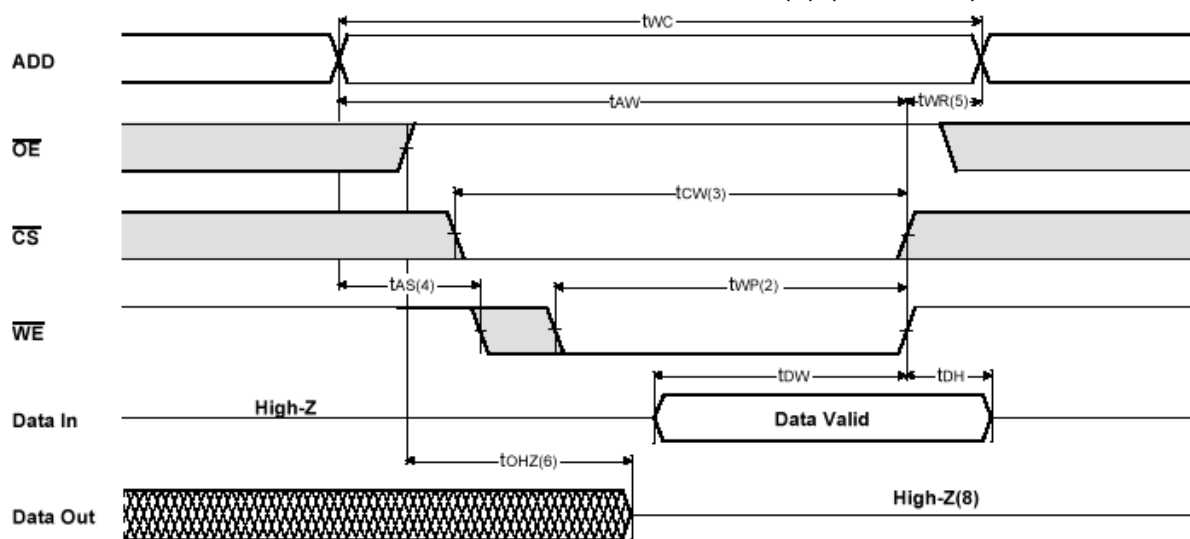 tWC
ADD
tAW
tWR(5)
OE
tCW(3)
CS
tAS(4)
tWP(2)
WE
tDW
tDH
High-Z
Data In
Data Valid
tOHZ(6)
High-Z(8)
Data Out